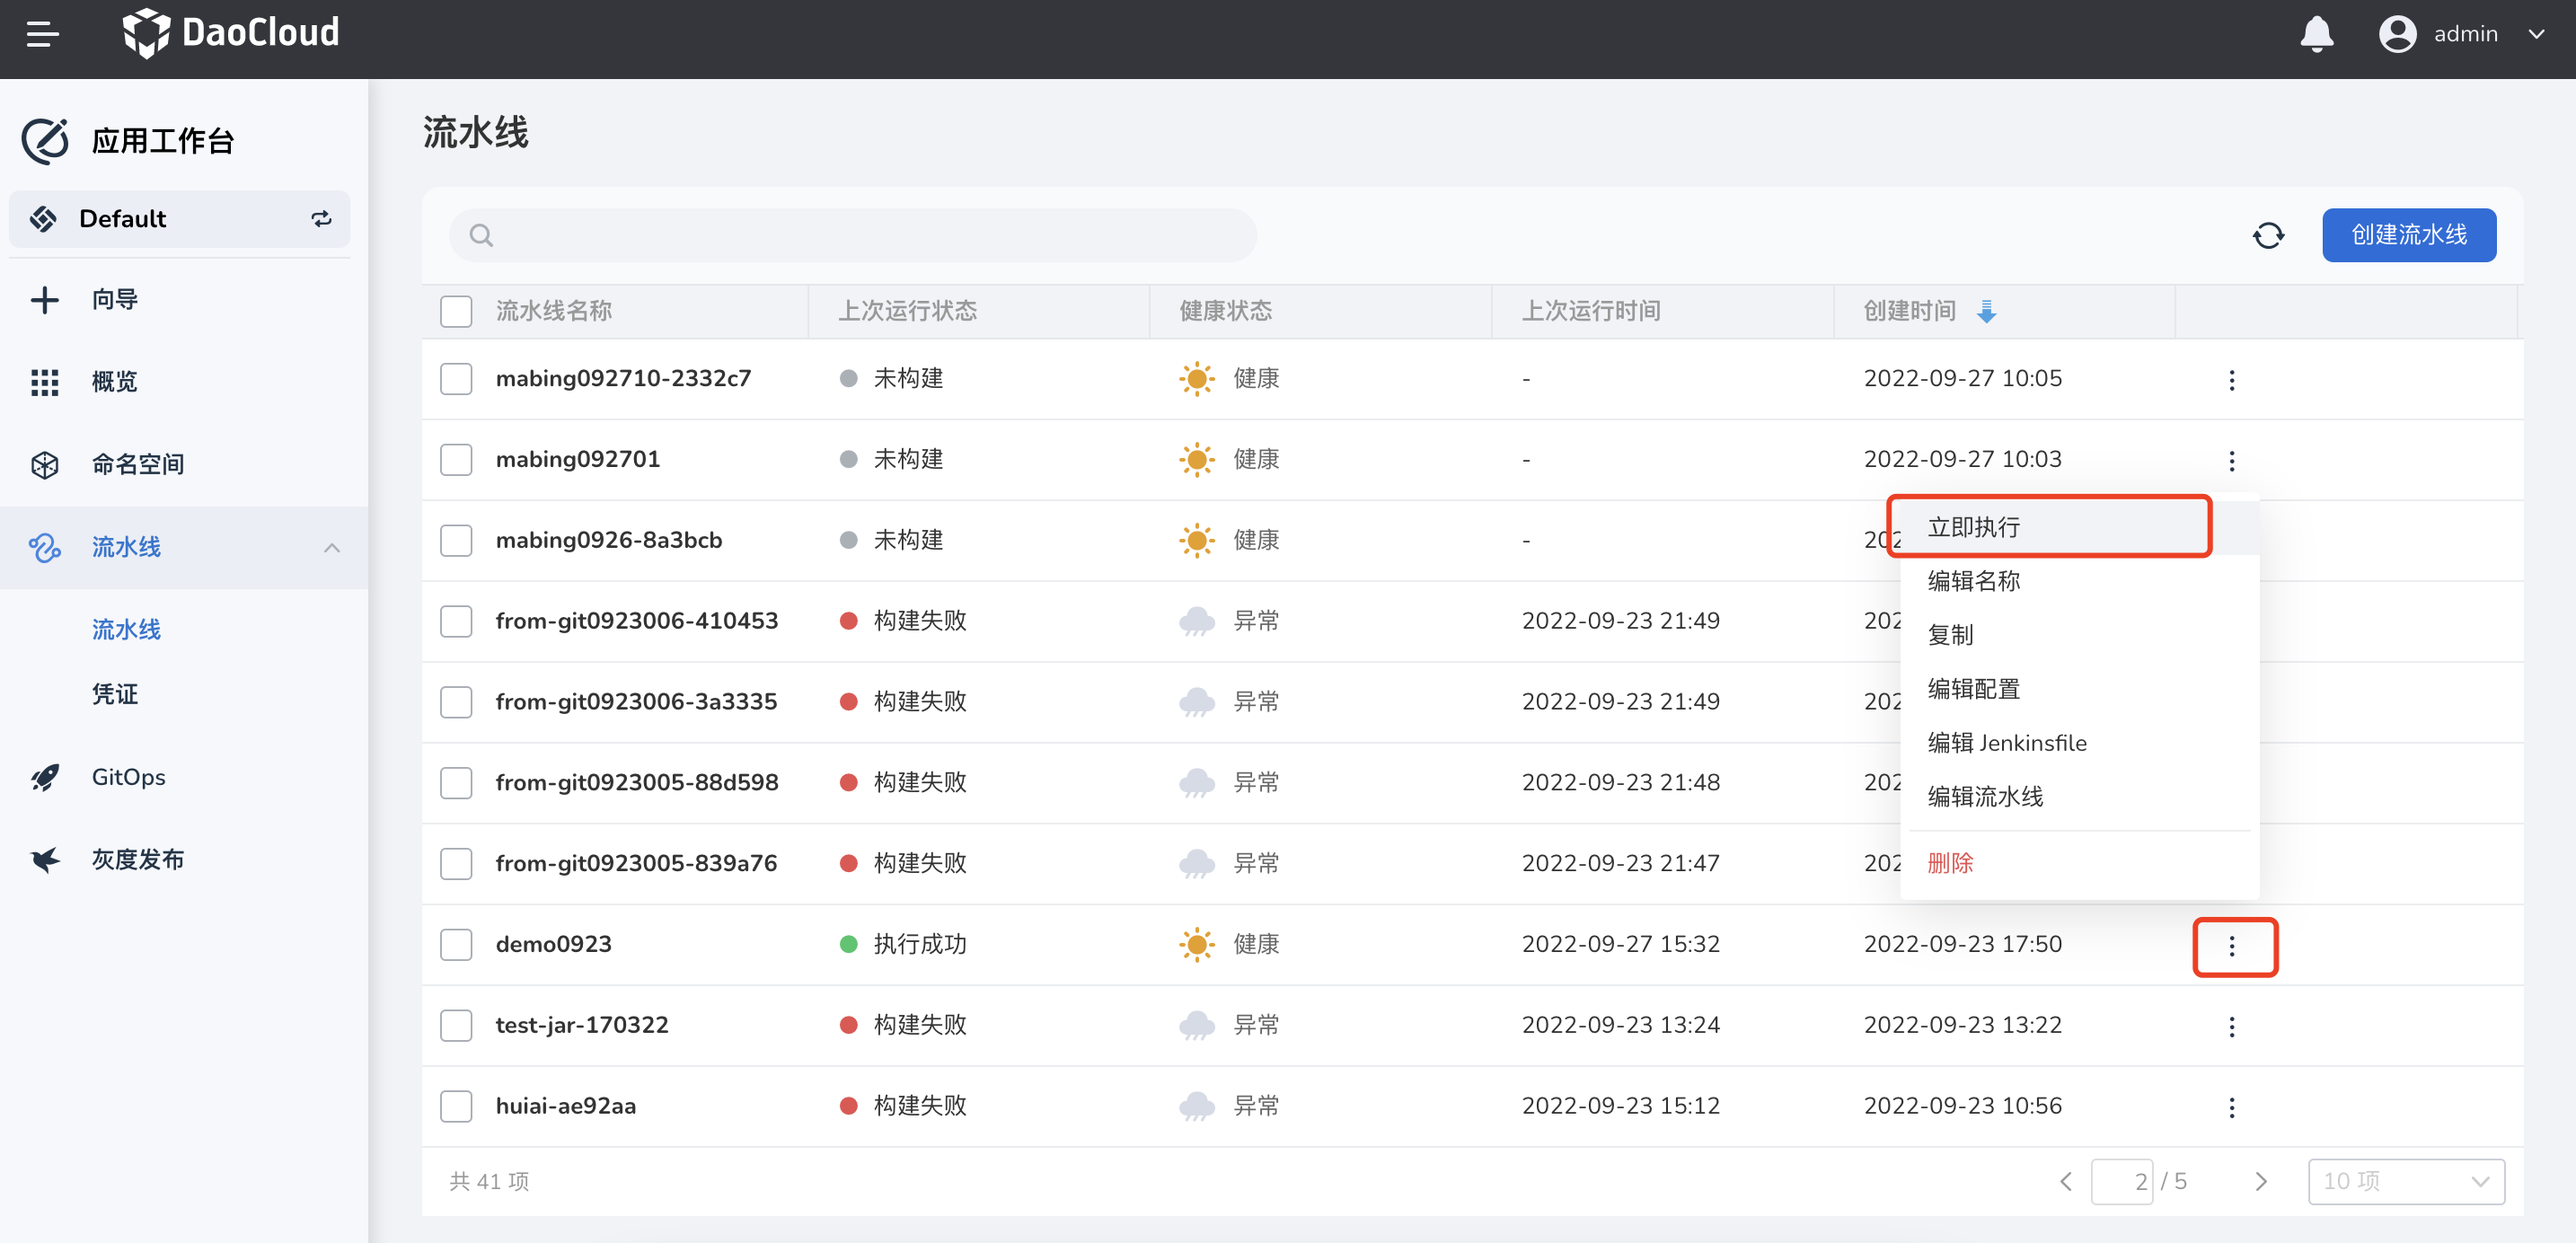 DaoCloud
admin
应用工作台
Default
向导
概览
命名空间
流水线
流水线
凭证
GitOps
灰度发布
流水线
创建流水线
流水线名称 上次运行状态 健康状态 上次运行时间 创建时间
mabing092710-2332c7 未构建 健康 - 2022-09-27 10:05
mabing092701 未构建 健康 - 2022-09-27 10:03
mabing0926-8a3bcb 未构建 健康 - 202
from-git0923006-410453 构建失败 异常 2022-09-23 21:49 202
from-git0923006-3a3335 构建失败 异常 2022-09-23 21:49 202
from-git0923005-88d598 构建失败 异常 2022-09-23 21:48 202
from-git0923005-839a76 构建失败 异常 2022-09-23 21:47 202
立即执行
编辑名称
复制
编辑配置
编辑 Jenkinsfile
编辑流水线
删除
demo0923 执行成功 健康 2022-09-27 15:32 2022-09-23 17:50
test-jar-170322 构建失败 异常 2022-09-23 13:24 2022-09-23 13:22
huiai-ae92aa 构建失败 异常 2022-09-23 15:12 2022-09-23 10:56
共 41 项
2 / 5
10 项